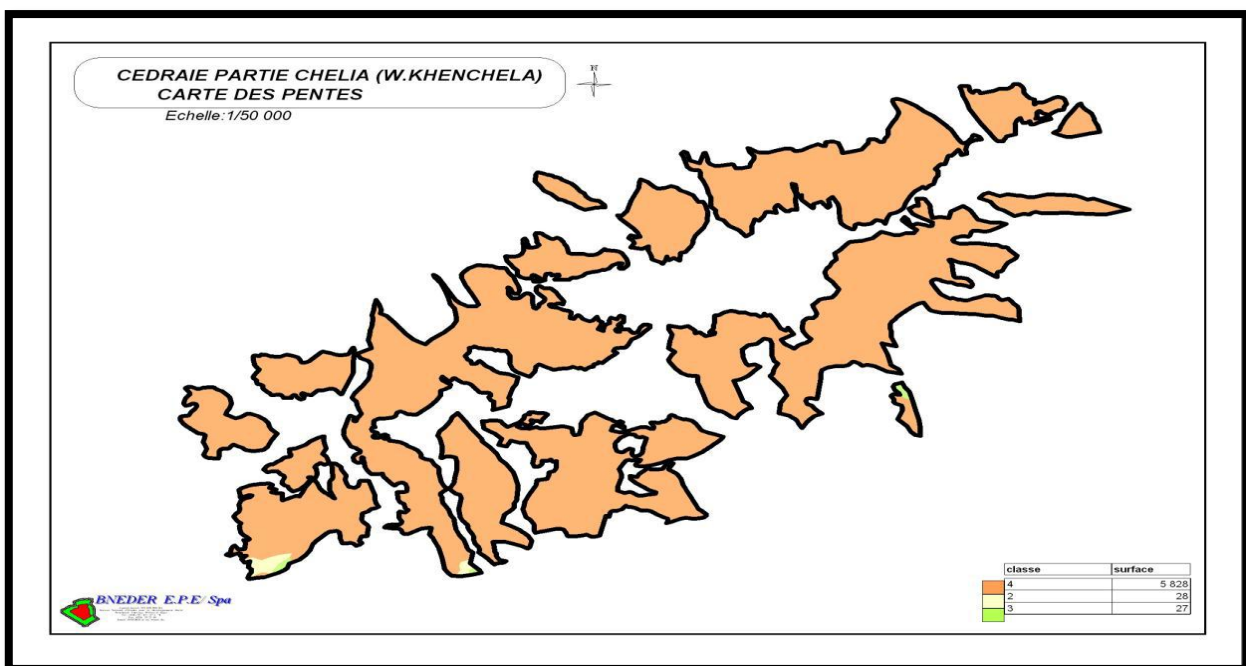 CEDRAIE PARTIE CHELIA (W.KHENCHELA)
CARTE DES PENTES
Echelle:1/50 000
N
classe surface
4 5 828
2 28
3 27
BNEDER E.P.E/ Spa